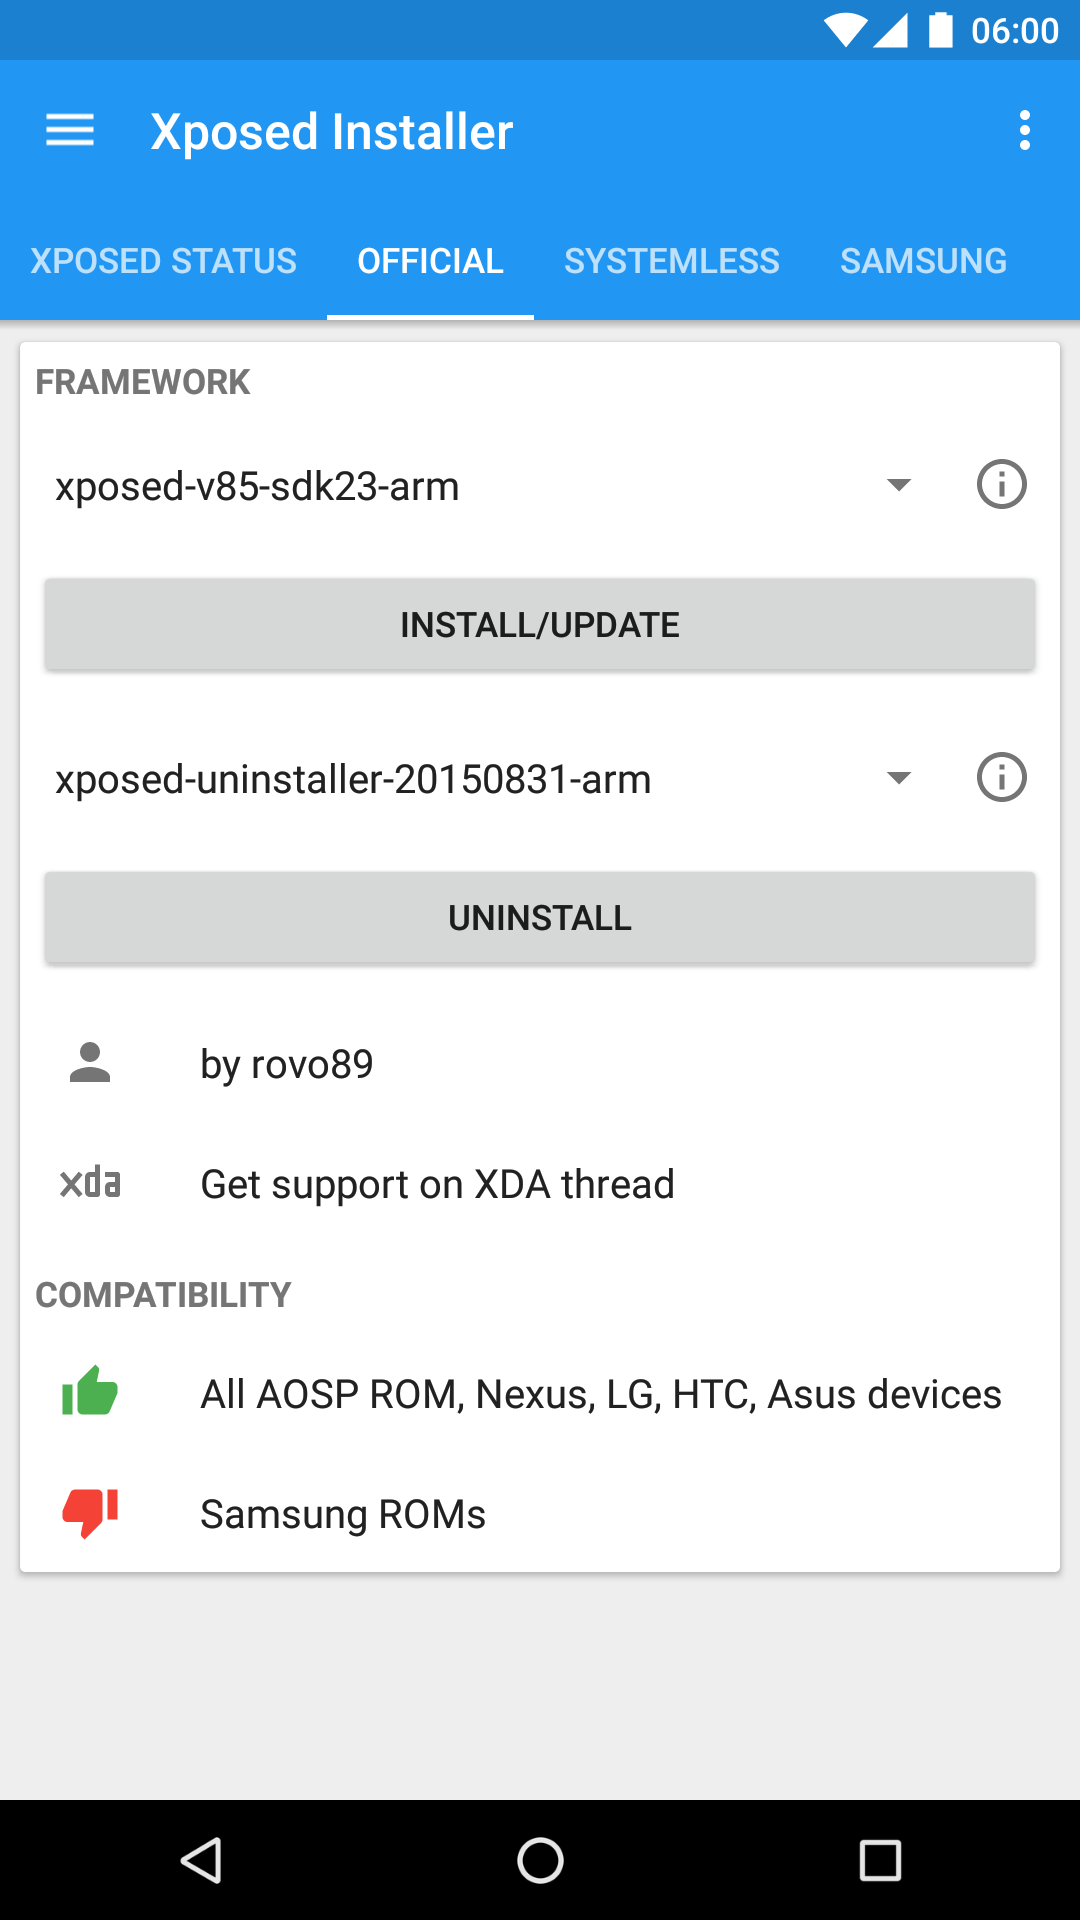 06:00
Xposed Installer
XPOSED STATUS OFFICIAL SYSTEMLESS SAMSUNG
FRAMEWORK
xposed-v85-sdk23-arm
INSTALL/UPDATE
xposed-uninstaller-20150831-arm
UNINSTALL
by rovo89
xda Get support on XDA thread
COMPATIBILITY
All AOSP ROM, Nexus, LG, HTC, Asus devices
Samsung ROMs